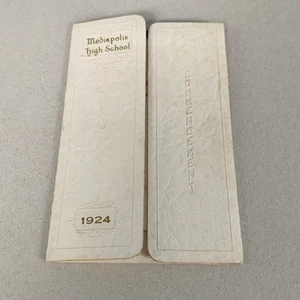 Mediapolis
High School
1924
COMMENCEMENT